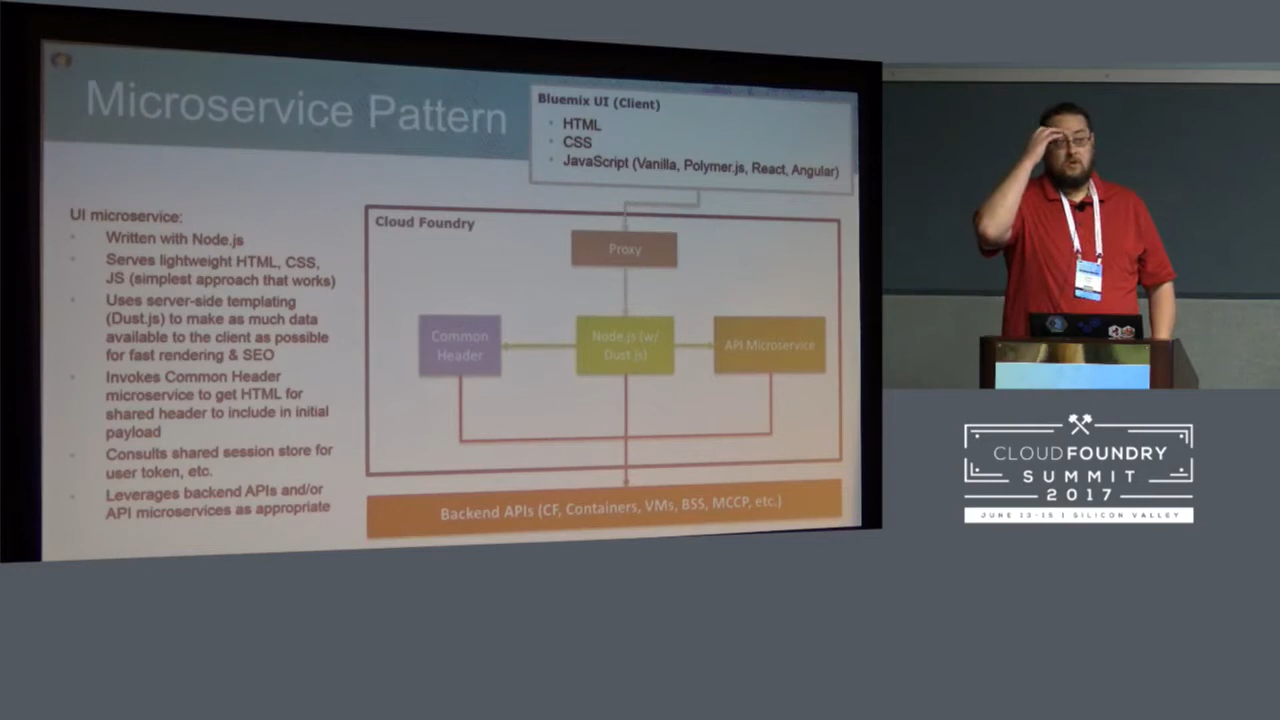 Microservice Pattern
Bluemix UI (Client)
HTML
CSS
JavaScript (Vanilla, Polymer.js, React, Angular)
UI microservice:
Written with Node.js
Serves lightweight HTML, CSS,
JS (simplest approach that works)
Uses server-side templating
(Dust.js) to make as much data
available to the client as possible
for fast rendering & SEO
Invokes Common Header
microservice to get HTML for
shared header to include in initial
payload
Consults shared session store for
user token, etc.
Leverages backend APIs and/or
API microservices as appropriate
Cloud Foundry
Proxy
Common
Header
Node.js (w/
Dust.js)
API Microservice
Backend APIs (CF, Containers, VMs, BSS, MCCP, etc.)
CLOUD FOUNDRY
SUMMIT
2017
JUNE 13-15 | SILICON VALLEY